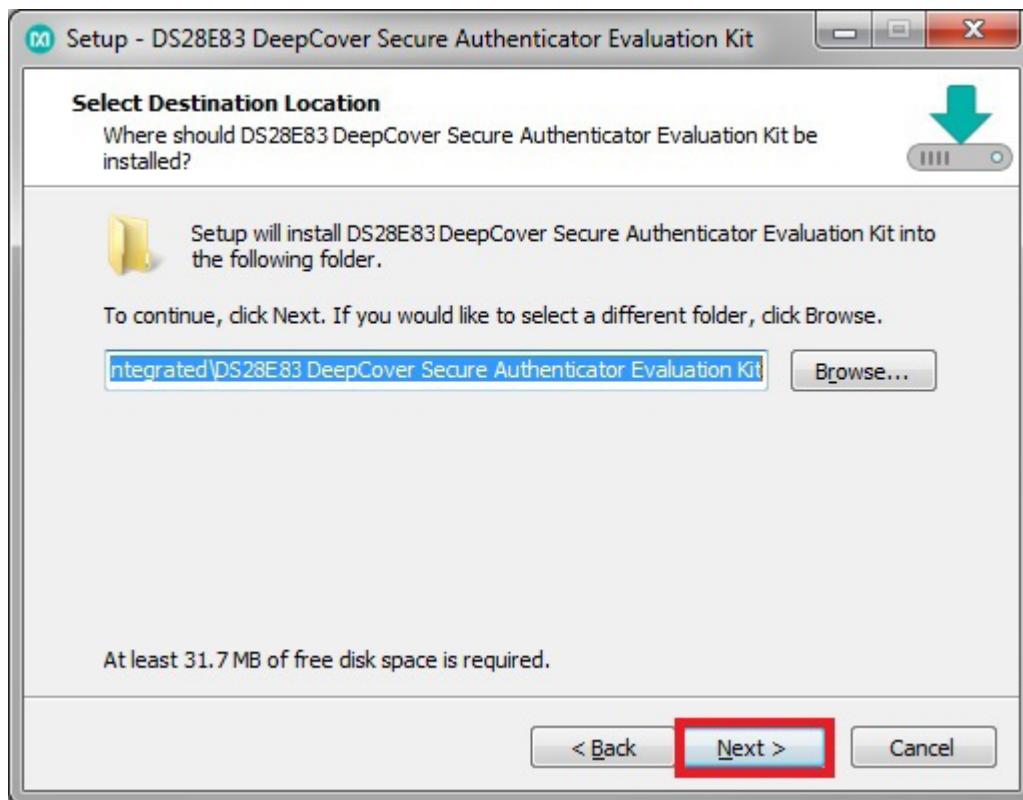 Setup - DS28E83 DeepCover Secure Authenticator Evaluation Kit
Select Destination Location
Where should DS28E83 DeepCover Secure Authenticator Evaluation Kit be
installed?
Setup will install DS28E83 DeepCover Secure Authenticator Evaluation Kit into
the following folder.
To continue, click Next. If you would like to select a different folder, click Browse.
ntegrated\DS28E83 DeepCover Secure Authenticator Evaluation Kit
Browse...
At least 31.7 MB of free disk space is required.
< Back Next > Cancel